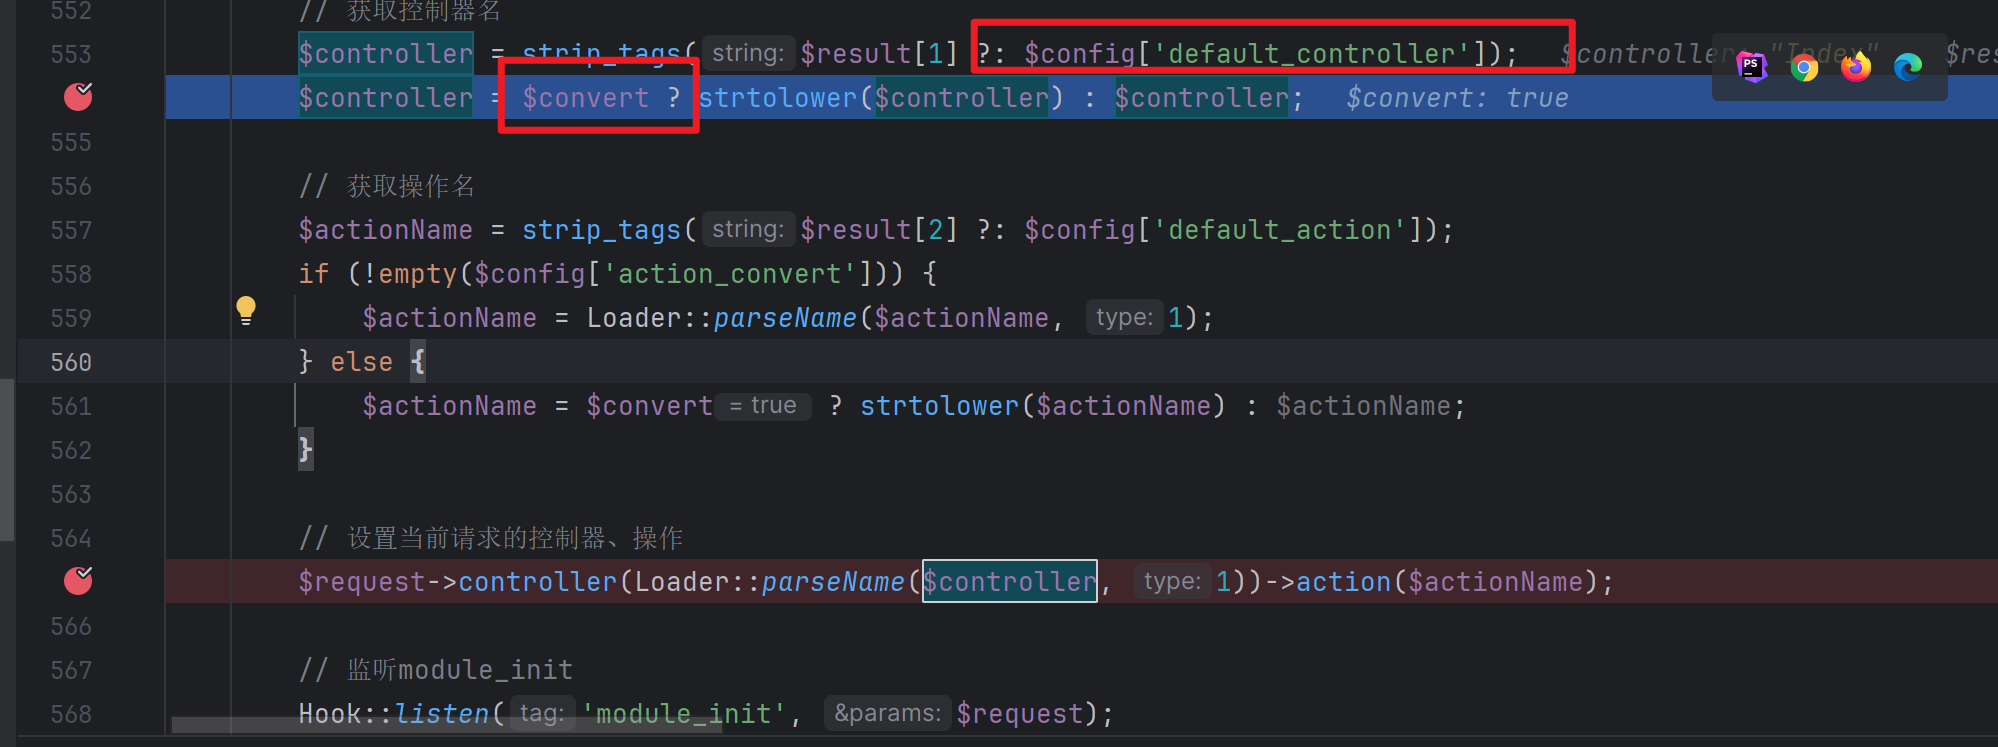 552 // 获取控制器名
553 $controller = strip_tags( string: $result[1] ?: $config['default_controller']); $controller: "Index" $res
$controller = $convert ? strtolower($controller) : $controller; $convert: true
555
556 // 获取操作名
557 $actionName = strip_tags( string: $result[2] ?: $config['default_action']);
558 if (!empty($config['action_convert'])) {
559 $actionName = Loader::parseName($actionName, type: 1);
560 } else {
561 $actionName = $convert = true ? strtolower($actionName) : $actionName;
562 }
563
564 // 设置当前请求的控制器、操作
$request->controller(Loader::parseName($controller, type: 1))->action($actionName);
566
567 // 监听module_init
568 Hook::listen( tag: 'module_init', &params: $request);
PS